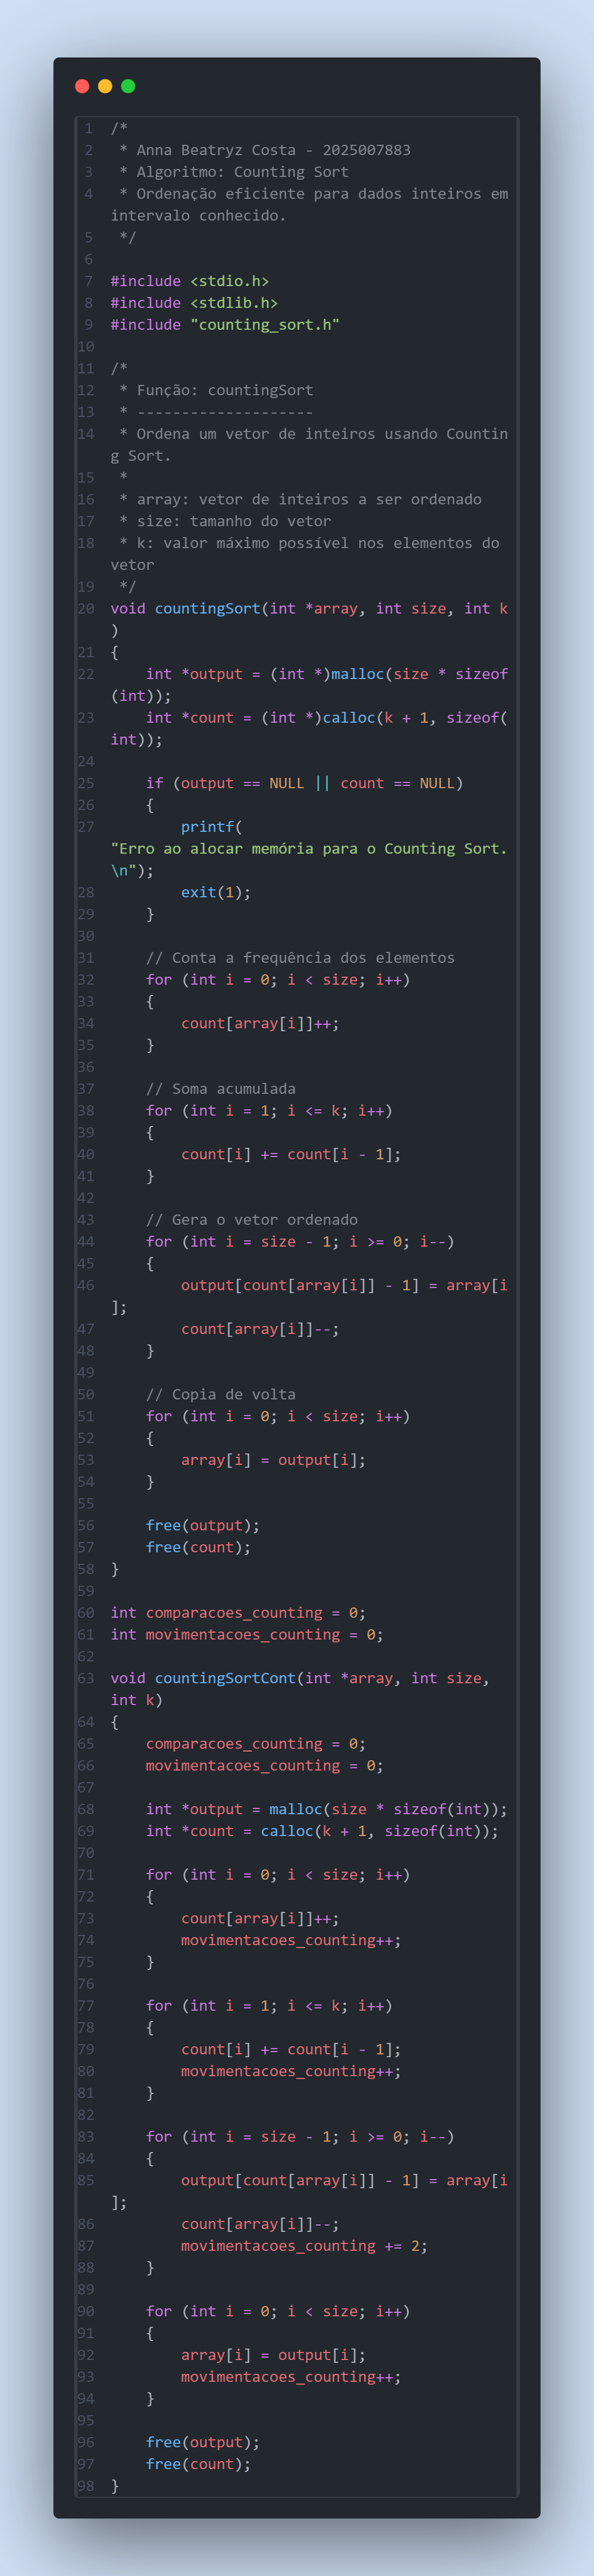 1 /*
2  * Anna Beatryz Costa - 2025007883
3  * Algoritmo: Counting Sort
4  * Ordenação eficiente para dados inteiros em
intervalo conhecido.
5  */
6
7 #include <stdio.h>
8 #include <stdlib.h>
9 #include "counting_sort.h"
10
11 /*
12  * Função: countingSort
13  * --------------------
14  * Ordena um vetor de inteiros usando Countin
g Sort.
15  *
16  * array: vetor de inteiros a ser ordenado
17  * size: tamanho do vetor
18  * k: valor máximo possível nos elementos do
vetor
19  */
20 void countingSort(int *array, int size, int k
)
21 {
22     int *output = (int *)malloc(size * sizeof
(int));
23     int *count = (int *)calloc(k + 1, sizeof(
int));
24
25     if (output == NULL || count == NULL)
26     {
27         printf(
"Erro ao alocar memória para o Counting Sort.
\n");
28         exit(1);
29     }
30
31     // Conta a frequência dos elementos
32     for (int i = 0; i < size; i++)
33     {
34         count[array[i]]++;
35     }
36
37     // Soma acumulada
38     for (int i = 1; i <= k; i++)
39     {
40         count[i] += count[i - 1];
41     }
42
43     // Gera o vetor ordenado
44     for (int i = size - 1; i >= 0; i--)
45     {
46         output[count[array[i]] - 1] = array[i
];
47         count[array[i]]--;
48     }
49
50     // Copia de volta
51     for (int i = 0; i < size; i++)
52     {
53         array[i] = output[i];
54     }
55
56     free(output);
57     free(count);
58 }
59
60 int comparacoes_counting = 0;
61 int movimentacoes_counting = 0;
62
63 void countingSortCont(int *array, int size,
int k)
64 {
65     comparacoes_counting = 0;
66     movimentacoes_counting = 0;
67
68     int *output = malloc(size * sizeof(int));
69     int *count = calloc(k + 1, sizeof(int));
70
71     for (int i = 0; i < size; i++)
72     {
73         count[array[i]]++;
74         movimentacoes_counting++;
75     }
76
77     for (int i = 1; i <= k; i++)
78     {
79         count[i] += count[i - 1];
80         movimentacoes_counting++;
81     }
82
83     for (int i = size - 1; i >= 0; i--)
84     {
85         output[count[array[i]] - 1] = array[i
];
86         count[array[i]]--;
87         movimentacoes_counting += 2;
88     }
89
90     for (int i = 0; i < size; i++)
91     {
92         array[i] = output[i];
93         movimentacoes_counting++;
94     }
95
96     free(output);
97     free(count);
98 }